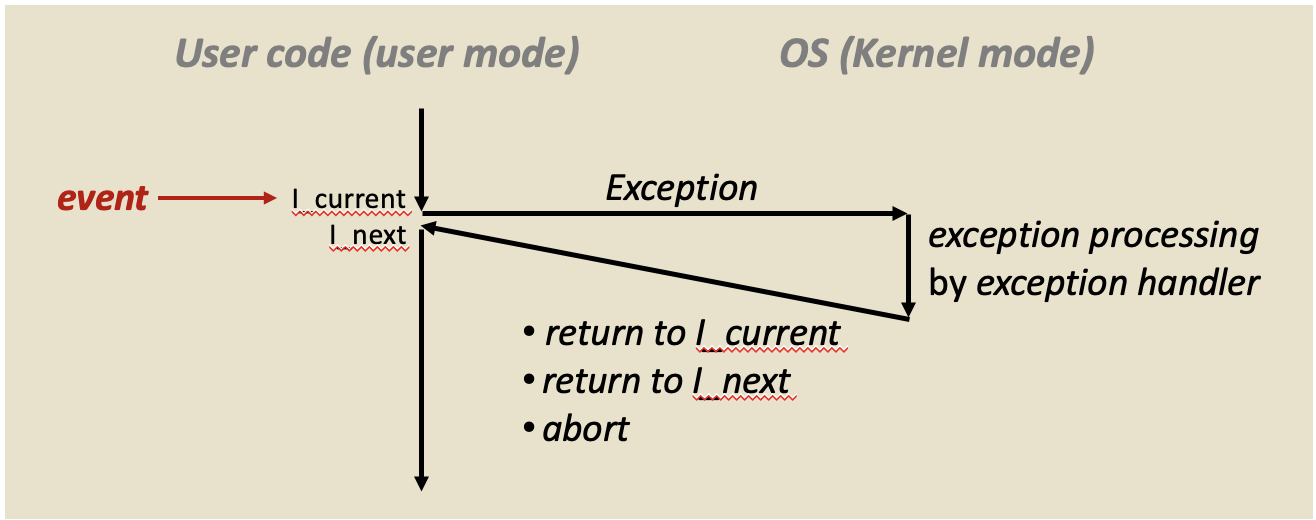 User code (user mode)
OS (Kernel mode)
event
I_current
Exception
I_next
exception processing
by exception handler
• return to I_current
• return to I_next
• abort